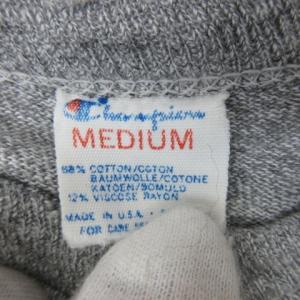 Champion
MEDIUM
88% COTTON/COTON
BAUMWOLLE/COTONE
KATOEN/BOMULD
12% VISCOSE RAYON
MADE IN U.S.A.
FOR CARE